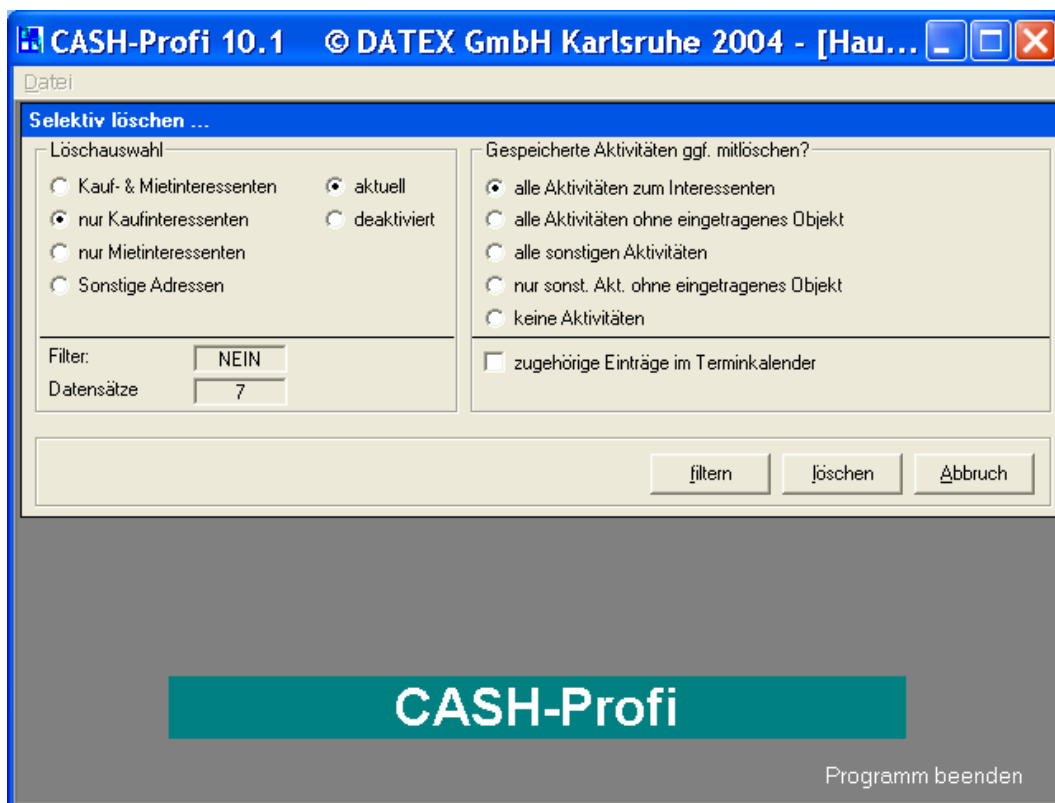 CASH-Profi 10.1 © DATEX GmbH Karlsruhe 2004 - [Hau...
Datei
Selektiv löschen ...
Löschauswahl
Kauf- & Mietinteressenten
aktuell
nur Kaufinteressenten
deaktiviert
nur Mietinteressenten
Sonstige Adressen
Filter: NEIN
Datensätze 7
Gespeicherte Aktivitäten ggf. mitlöschen?
alle Aktivitäten zum Interessenten
alle Aktivitäten ohne eingetragenes Objekt
alle sonstigen Aktivitäten
nur sonst. Akt. ohne eingetragenes Objekt
keine Aktivitäten
zugehörige Einträge im Terminkalender
filtern
löschen
Abbruch
CASH-Profi
Programm beenden